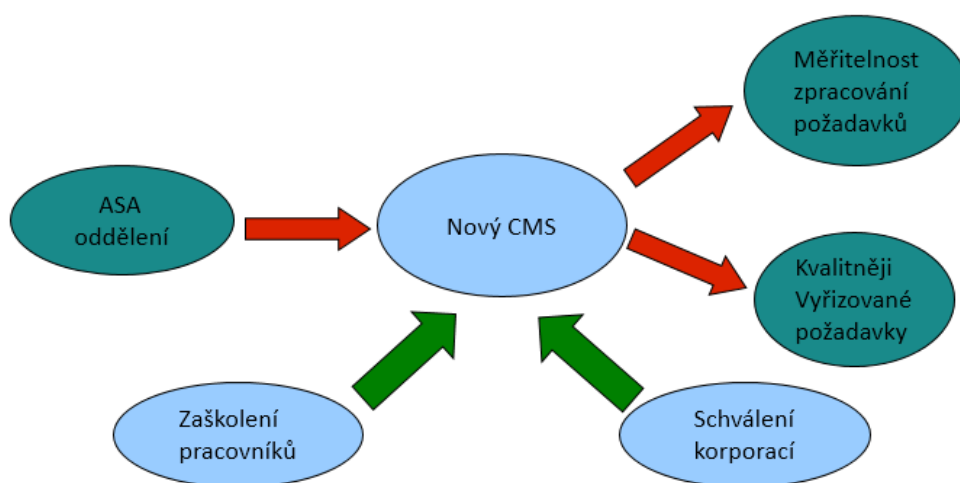 Měřitelnost
zpracování
požadavků
ASA
oddělení
Nový CMS
Kvalitněji
Vyřizované
požadavky
Zaškolení
pracovníků
Schválení
korporací